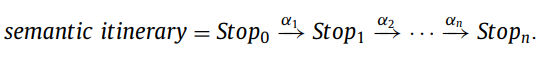 semantic itinerary = Stop₀ →^α₁ Stop₁ →^α₂ ⋯ →^αₙ Stopₙ.